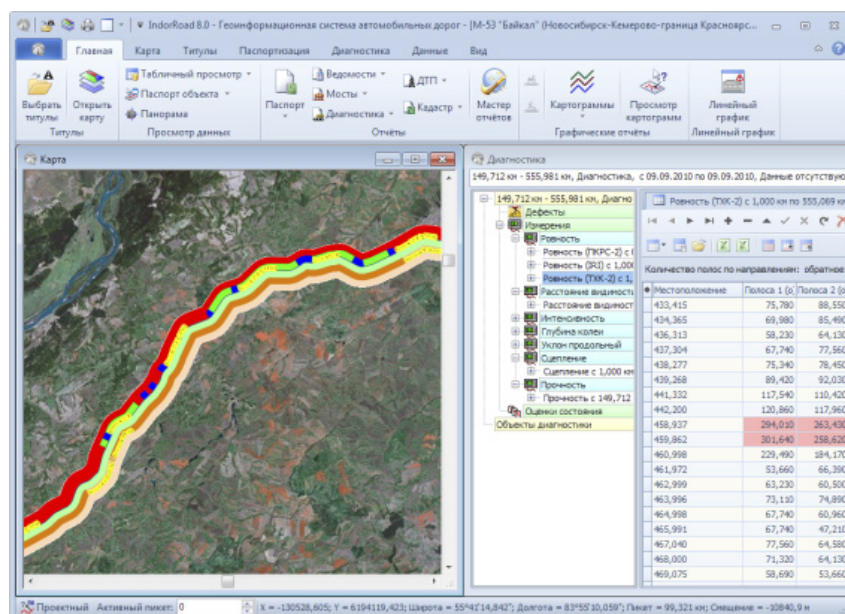 IndorRoad 8.0 - Геоинформационная система автомобильных дорог - [М-53 "Байкал" (Новосибирск-Кемерово-граница Красноярс...
Главная Карта Титулы Паспортизация Диагностика Данные Вид
Выбрать титулы
Открыть карту
Титулы
Табличный просмотр
Паспорт объекта
Панорама
Просмотр данных
Паспорт
Ведомости
Мосты
Диагностика
ДТП
Кадастр
Отчёты
Мастер отчётов
Картограммы
Просмотр картограмм
Графические отчёты
Линейный график
Линейный график
Карта
Диагностика
149,712 км - 555,981 км, Диагностика, с 09.09.2010 по 09.09.2010, Данные отсутствую
149,712 км - 555,981 км, Диагно
Дефекты
Измерения
Ровность
Ровность (ПКРС-2) с
Ровность (IRI) с 1,00
Ровность (ТХК-2) с 1,
Расстояние видимост
Расстояние видимост
Интенсивность
Глубина колеи
Уклон продольный
Сцепление
Сцепление с 1,000 км
Прочность
Прочность с 149,712
Оценки состояния
Объекты диагностики
Ровность (ТХК-2) с 1,000 км по 555,069 км
Количество полос по направлениям: обратное
Местоположение Полоса 1 (о Полоса 2 (о
433,415 75,780 88,550
434,365 69,980 85,490
436,313 58,230 64,130
437,304 67,740 77,560
438,277 75,340 78,450
439,268 89,420 92,030
441,332 117,540 110,420
442,200 120,860 117,960
458,937 294,010 263,430
459,862 301,640 258,620
460,998 229,490 184,170
461,972 53,660 66,390
462,999 63,230 60,500
463,996 73,110 74,890
464,998 67,740 60,960
465,991 67,740 47,210
467,040 77,560 64,580
468,000 71,320 64,130
469,075 58,690 53,660
Проектный Активный пикет: 0 X = -130528,605; Y = 6194119,423; Широта = 55°41'14,842"; Долгота = 83°55'10,059"; Пикет = 99,321 км; Смещение = -10840,9 м